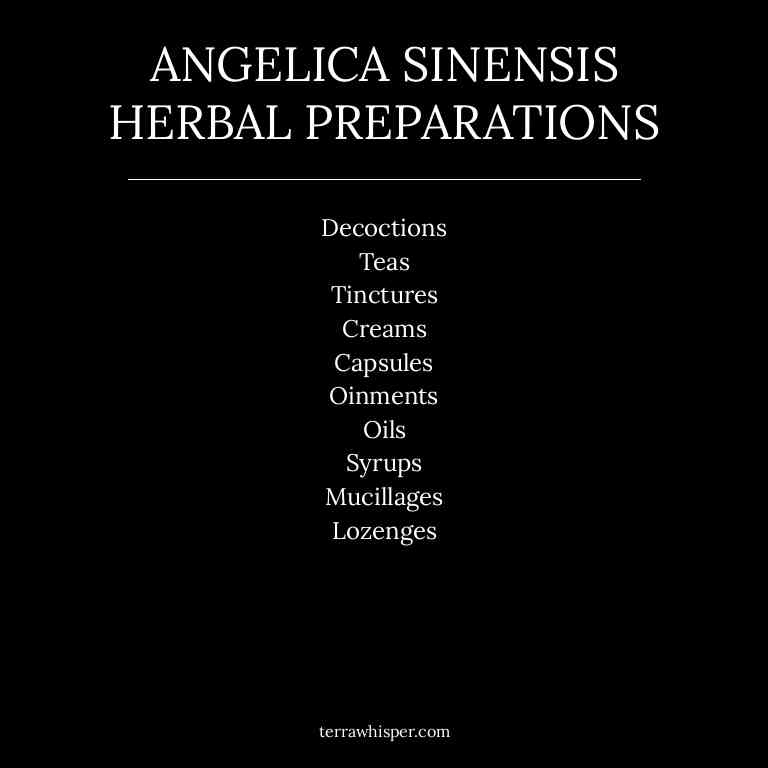 ANGELICA SINENSIS
HERBAL PREPARATIONS
Decoctions
Teas
Tinctures
Creams
Capsules
Oinments
Oils
Syrups
Mucillages
Lozenges
terrawhisper.com